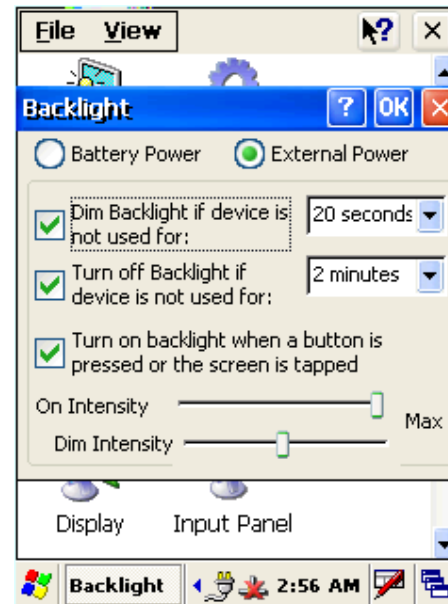 File View
Backlight
? OK
Battery Power External Power
Dim Backlight if device is 20 seconds
not used for:
Turn off Backlight if 2 minutes
device is not used for:
Turn on backlight when a button is
pressed or the screen is tapped
On Intensity
Max
Dim Intensity
Display Input Panel
Backlight 2:56 AM